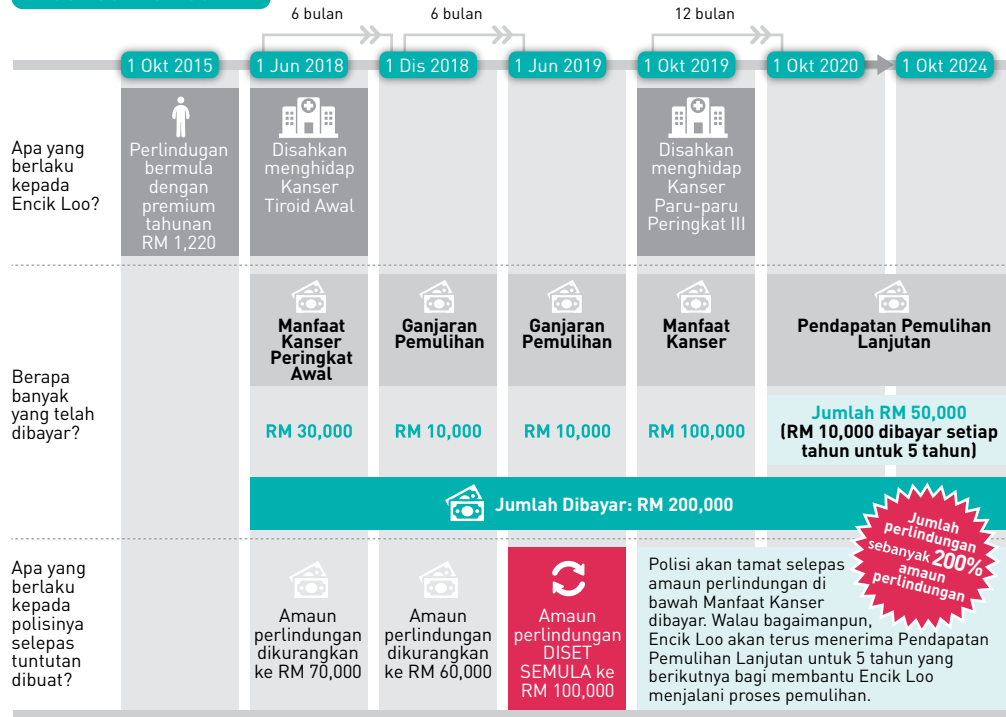 6 bulan
6 bulan
12 bulan
1 Okt 2015
1 Jun 2018
1 Dis 2018
1 Jun 2019
1 Okt 2019
1 Okt 2020
1 Okt 2024
Apa yang
berlaku
kepada
Encik Loo?
Perlindugan
bermula
dengan
premium
tahunan
RM 1,220
Disahkan
menghidap
Kanser
Tiroid Awal
Disahkan
menghidap
Kanser
Paru-paru
Peringkat III
Berapa
banyak
yang telah
dibayar?
Manfaat
Kanser
Peringkat
Awal
Ganjaran
Pemulihan
Ganjaran
Pemulihan
Manfaat
Kanser
Pendapatan Pemulihan
Lanjutan
RM 30,000
RM 10,000
RM 10,000
RM 100,000
Jumlah RM 50,000
(RM 10,000 dibayar setiap
tahun untuk 5 tahun)
Jumlah Dibayar: RM 200,000
Jumlah
perlindungan
sebanyak 200%
amaun
perlindungan
Apa yang
berlaku
kepada
polisinya
selepas
tuntutan
dibuat?
Amaun
perlindungan
dikurangkan
ke RM 70,000
Amaun
perlindungan
dikurangkan
ke RM 60,000
Amaun
perlindungan
DISET
SEMULA ke
RM 100,000
Polisi akan tamat selepas
amaun perlindungan di
bawah Manfaat Kanser
dibayar. Walau bagaimanpun,
Encik Loo akan terus menerima Pendapatan
Pemulihan Lanjutan untuk 5 tahun yang
berikutnya bagi membantu Encik Loo
menjalani proses pemulihan.